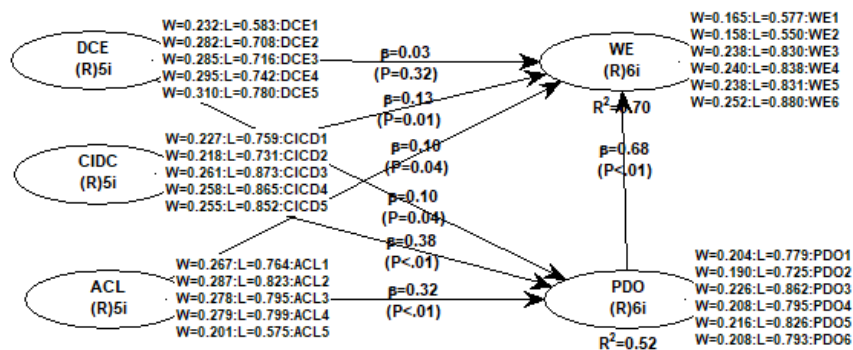 DCE
(R)5i
W=0.232:L=0.583:DCE1
W=0.282:L=0.708:DCE2
W=0.285:L=0.716:DCE3
W=0.295:L=0.742:DCE4
W=0.310:L=0.780:DCE5
β=0.03
(P=0.32)
WE
(R)6i
R²=0.70
W=0.165:L=0.577:WE1
W=0.158:L=0.550:WE2
W=0.238:L=0.830:WE3
W=0.240:L=0.838:WE4
W=0.238:L=0.831:WE5
W=0.252:L=0.880:WE6
β=0.13
(P=0.01)
CIDC
(R)5i
W=0.227:L=0.759:CICD1
W=0.218:L=0.731:CICD2
W=0.261:L=0.873:CICD3
W=0.258:L=0.865:CICD4
W=0.255:L=0.852:CICD5
β=0.10
(P=0.04)
β=0.68
(P<.01)
β=0.10
(P=0.04)
β=0.38
(P<.01)
ACL
(R)5i
W=0.267:L=0.764:ACL1
W=0.287:L=0.823:ACL2
W=0.278:L=0.795:ACL3
W=0.279:L=0.799:ACL4
W=0.201:L=0.575:ACL5
β=0.32
(P<.01)
PDO
(R)6i
R²=0.52
W=0.204:L=0.779:PDO1
W=0.190:L=0.725:PDO2
W=0.226:L=0.862:PDO3
W=0.208:L=0.795:PDO4
W=0.216:L=0.826:PDO5
W=0.208:L=0.793:PDO6